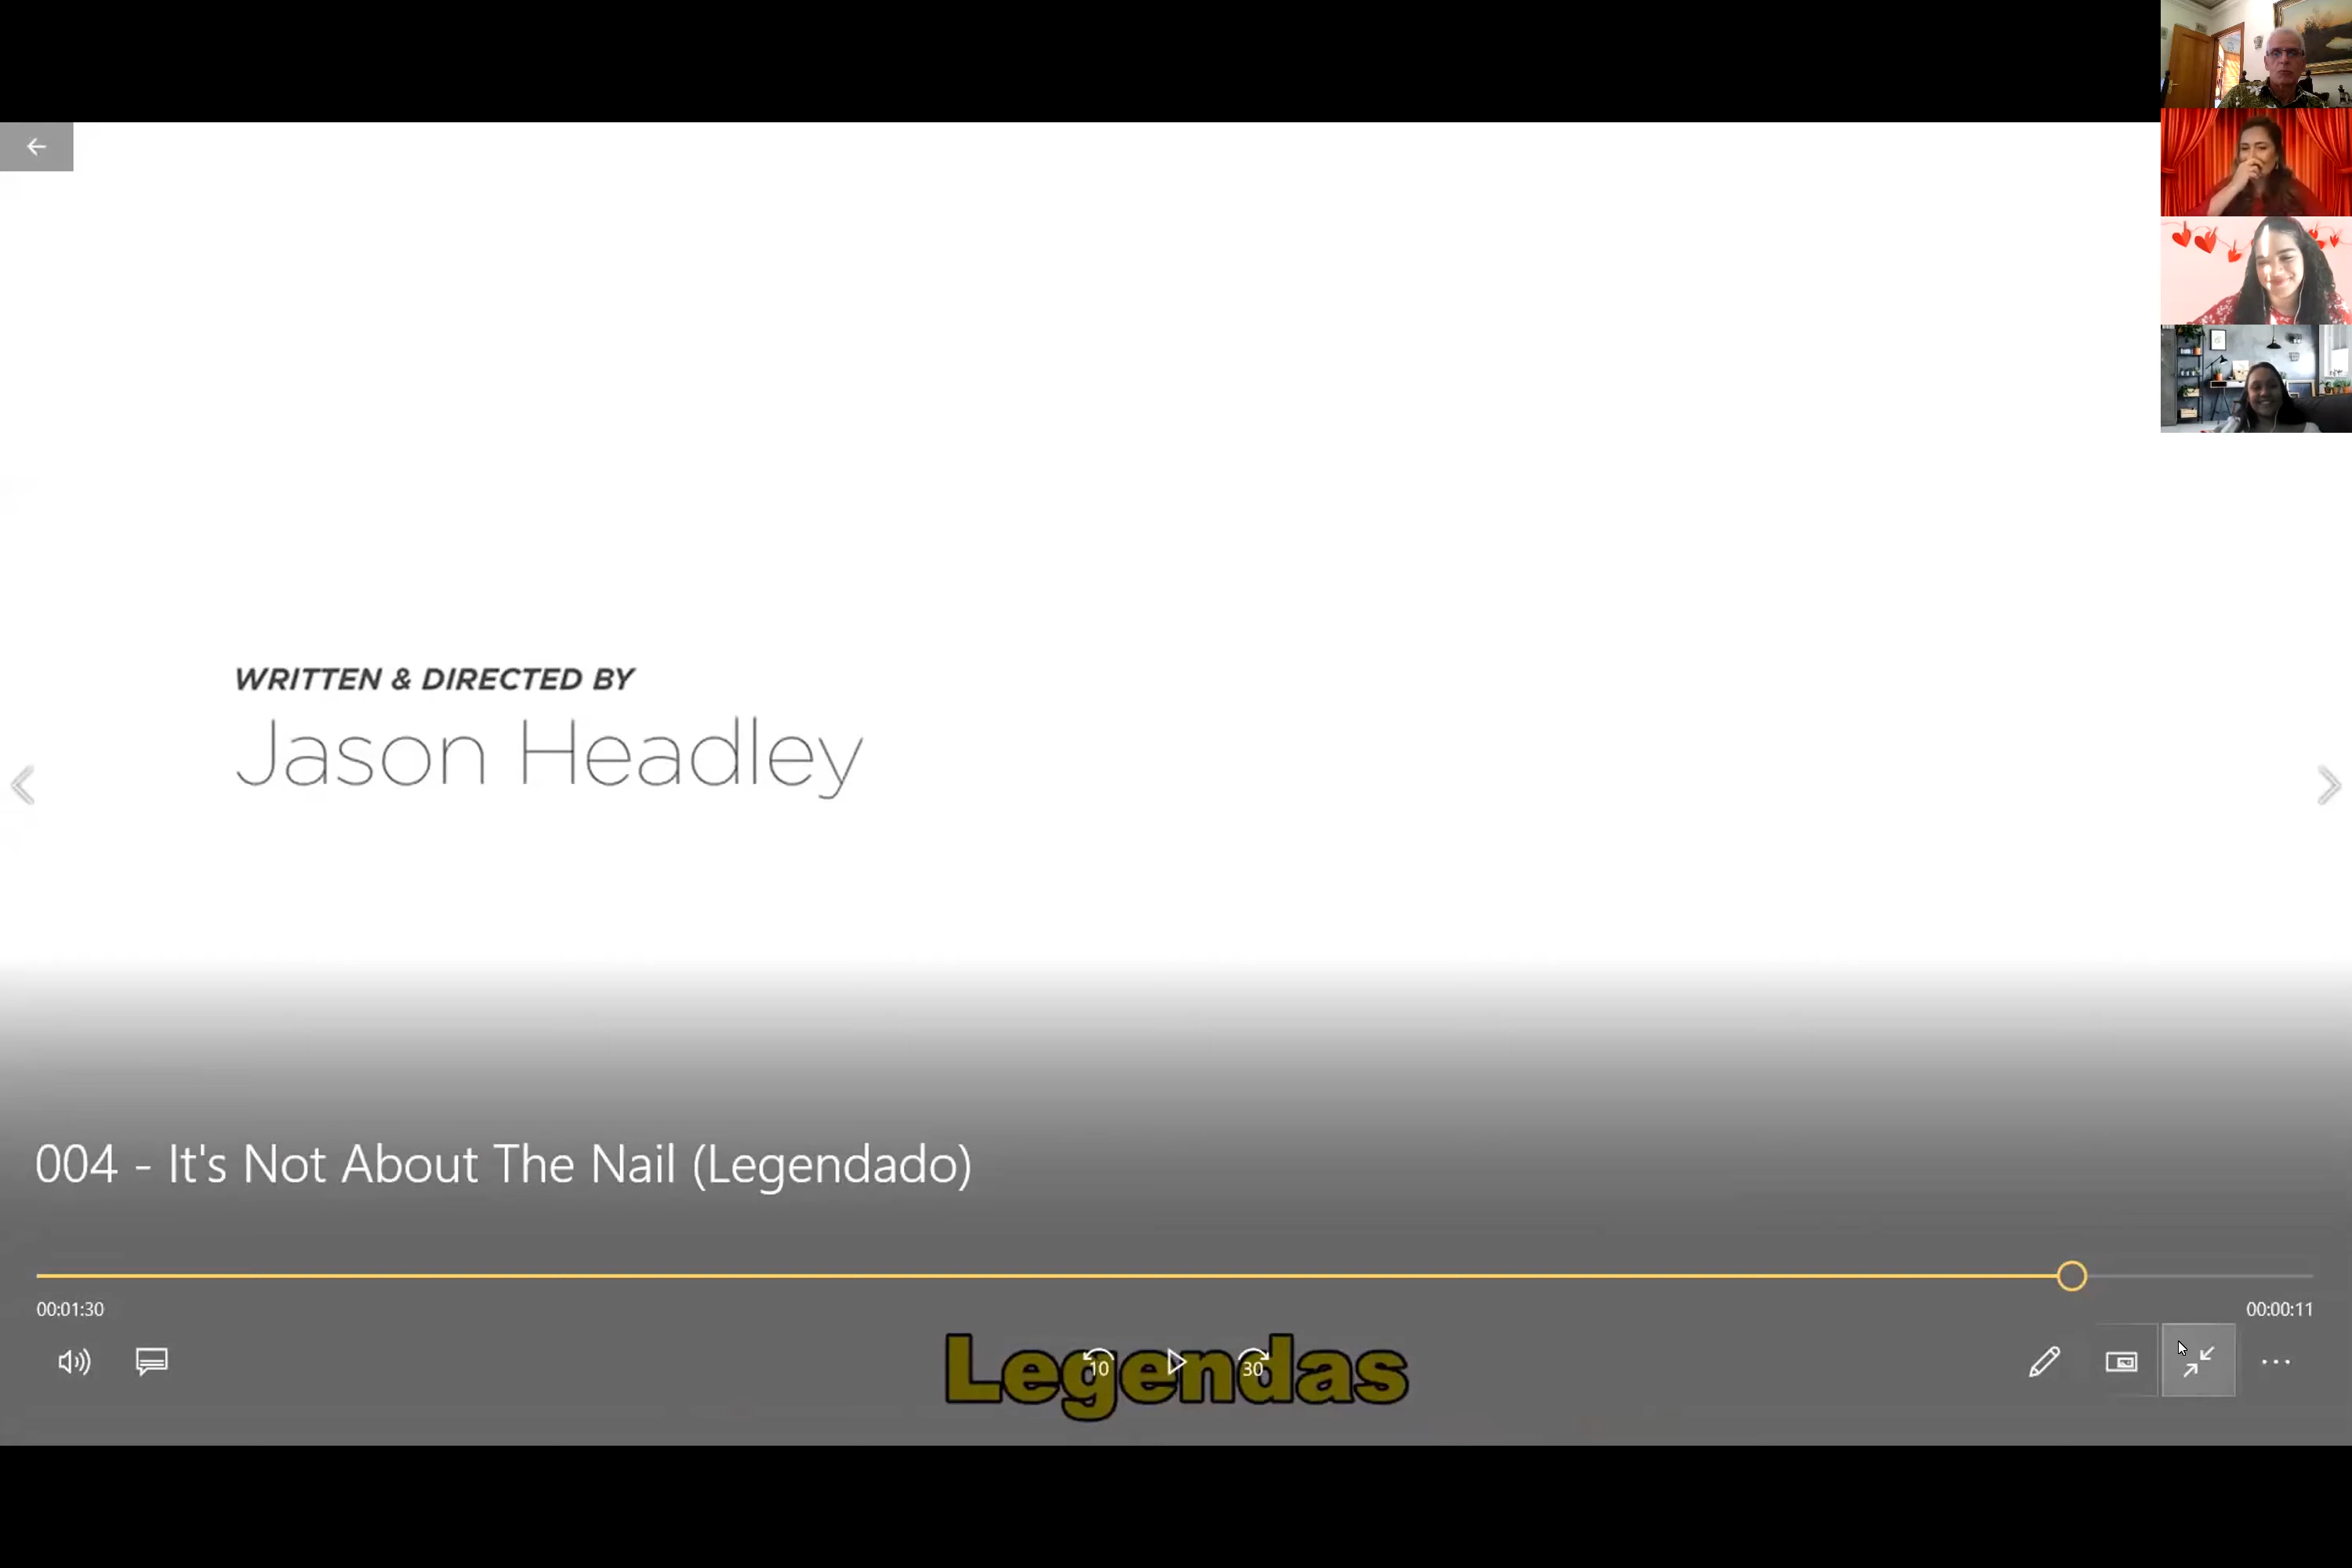 WRITTEN & DIRECTED BY
Jason Headley
004 - It's Not About The Nail (Legendado)
00:01:30
00:00:11
Legendas
10
30